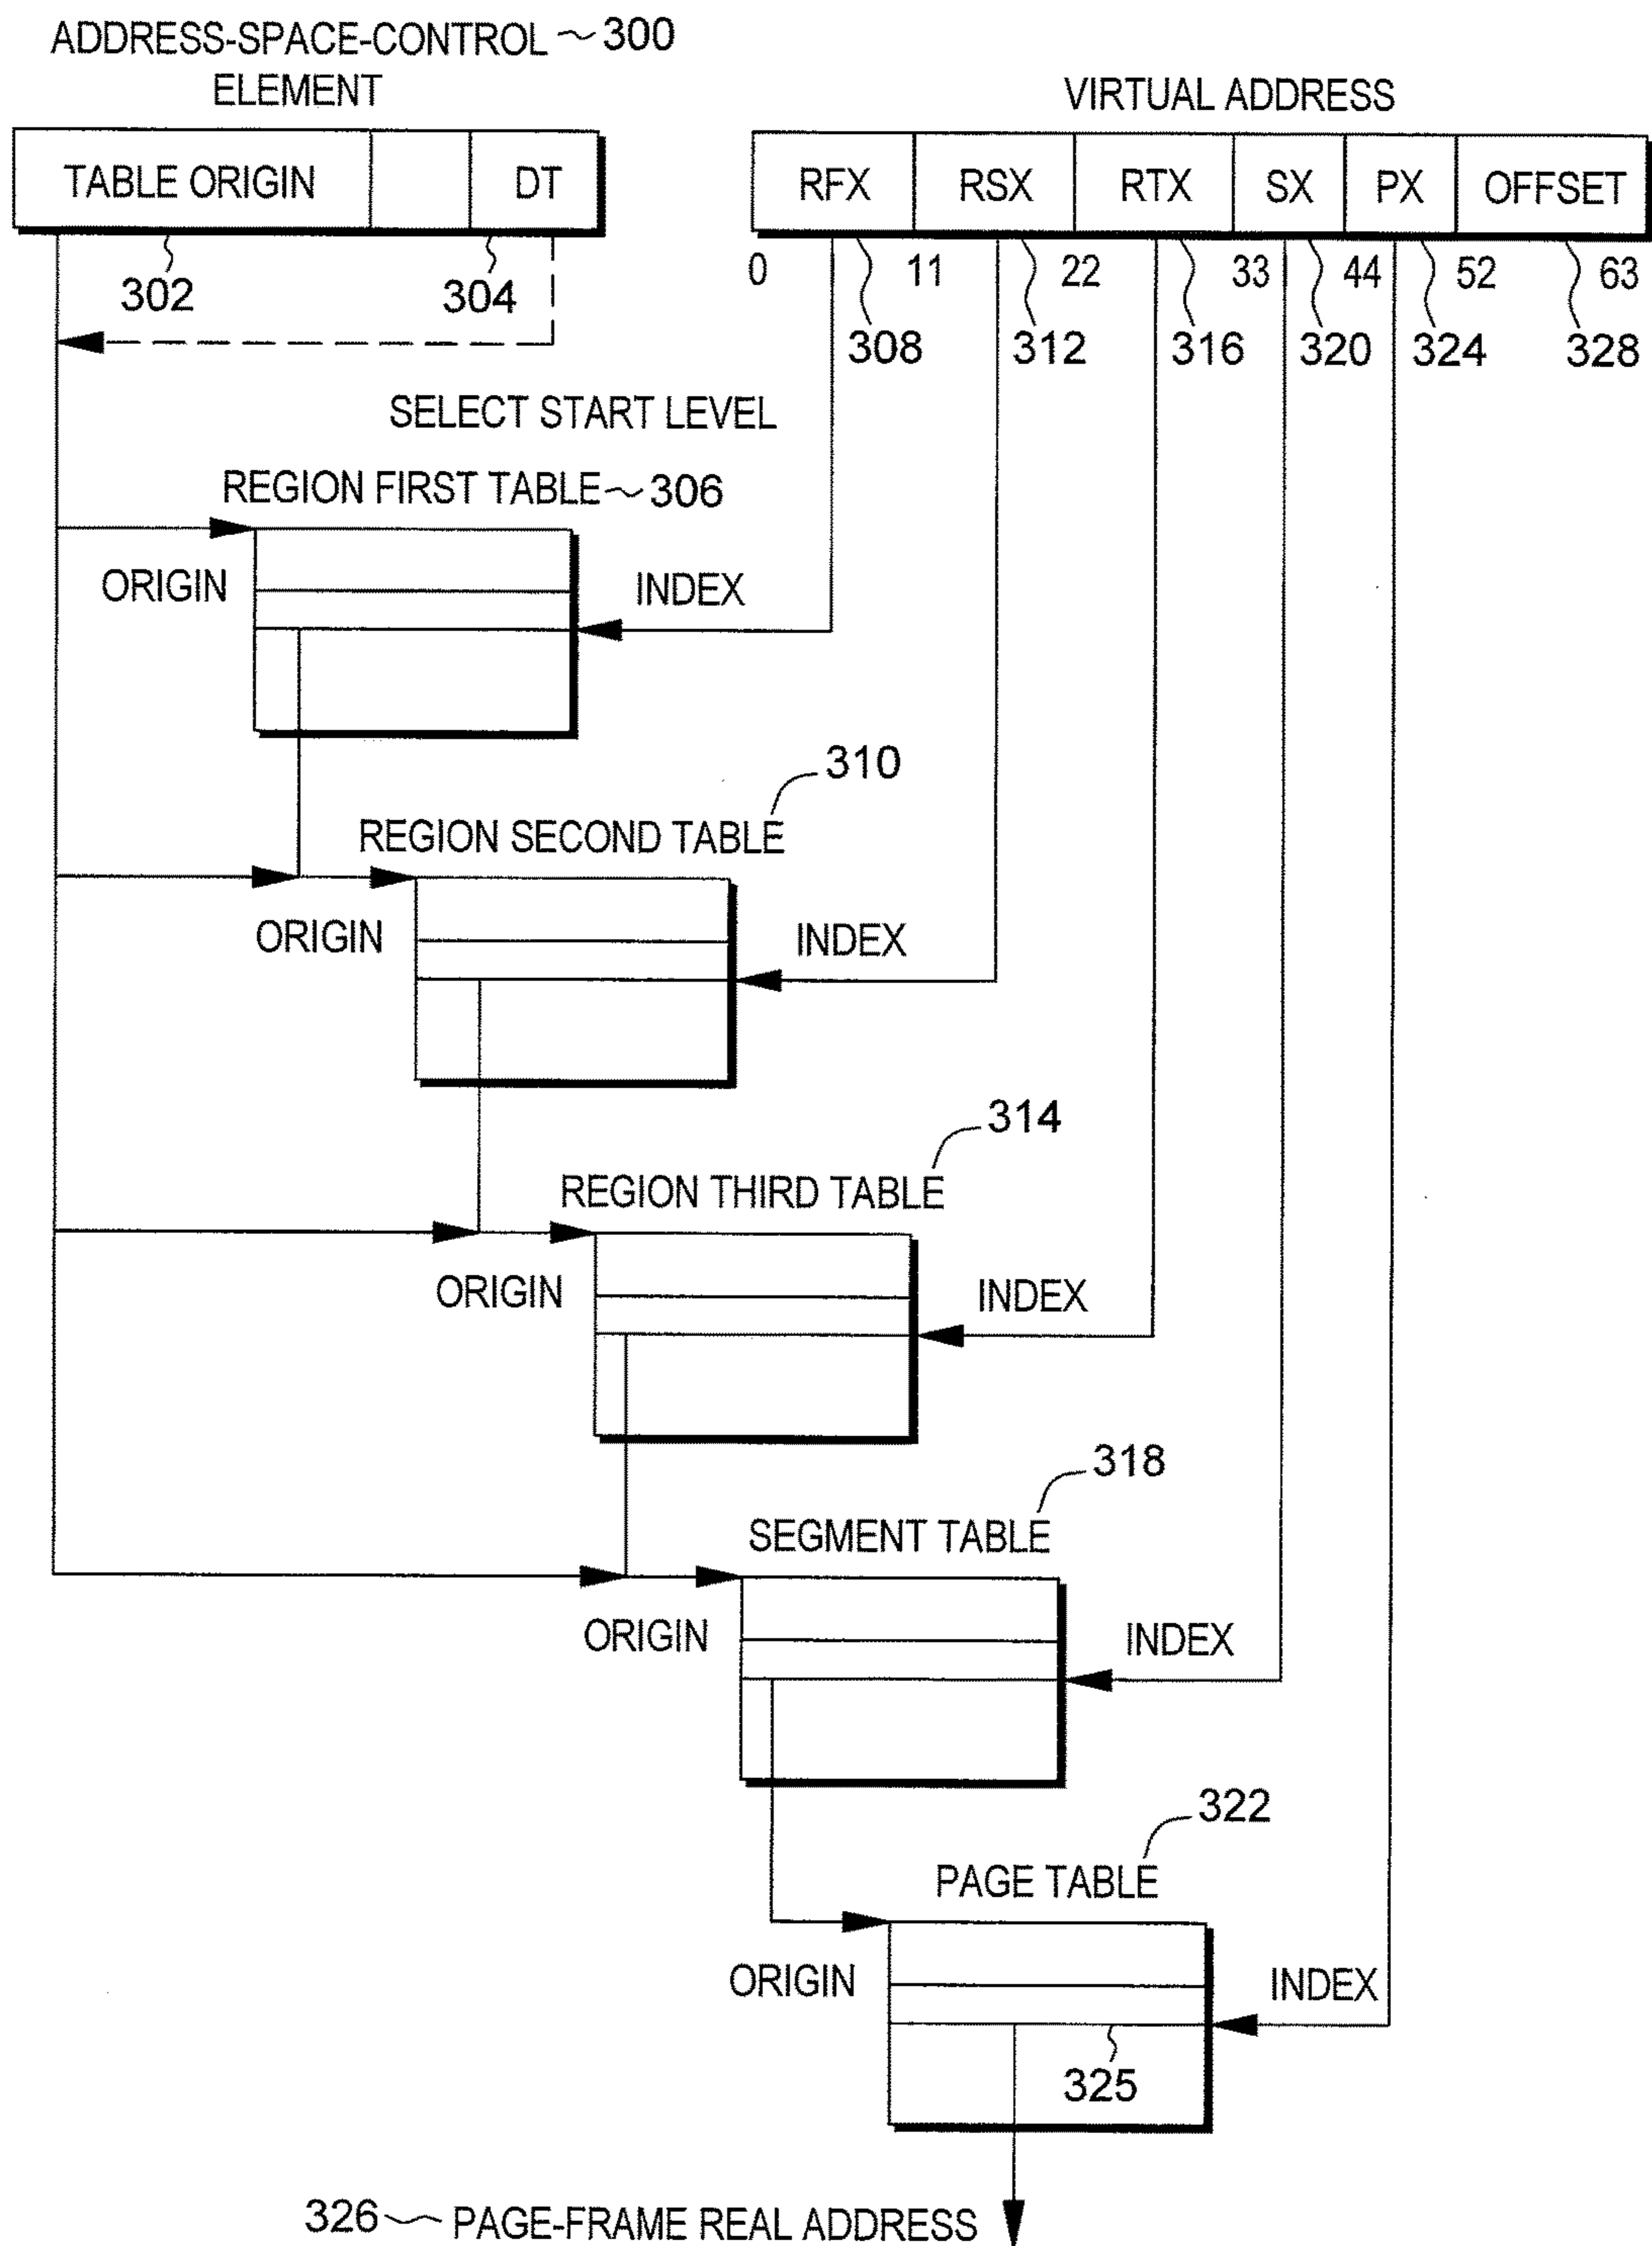 ADDRESS-SPACE-CONTROL ~ 300
ELEMENT
VIRTUAL ADDRESS
TABLE ORIGIN DT
RFX RSX RTX SX PX OFFSET
302 304
0 11 22 33 44 52 63
308 312 316 320 324 328
SELECT START LEVEL
REGION FIRST TABLE ~ 306
ORIGIN INDEX
310
REGION SECOND TABLE
ORIGIN INDEX
314
REGION THIRD TABLE
ORIGIN INDEX
318
SEGMENT TABLE
ORIGIN INDEX
322
PAGE TABLE
ORIGIN INDEX
325
326 ~ PAGE-FRAME REAL ADDRESS